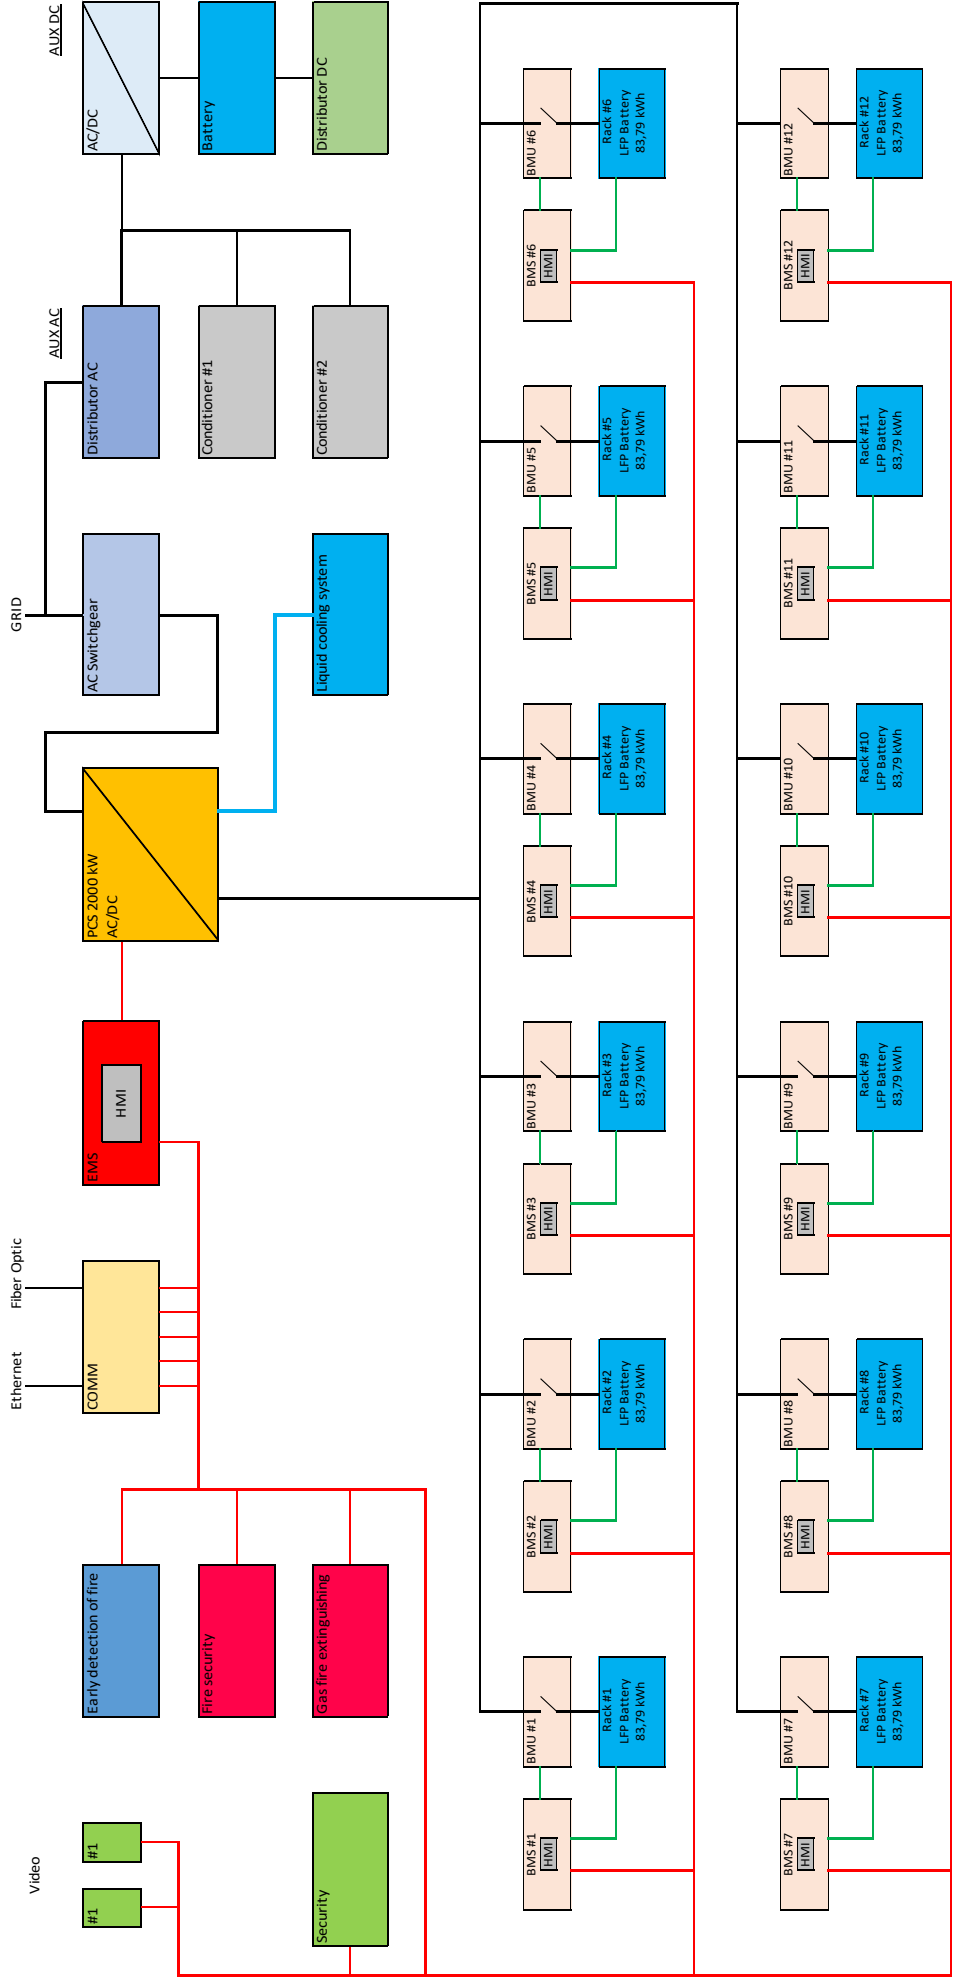 Video
Ethernet
Fiber Optic
GRID
AUX AC
AUX DC
#1
#1
Security
Early detection of fire
Fire security
Gas fire extinguishing
COMM
EMS
HMI
PCS 2000 kW
AC/DC
AC Switchgear
Liquid cooling system
Distributor AC
Conditioner #1
Conditioner #2
AC/DC
Battery
Distributor DC
BMS #1
HMI
BMU #1
Rack #1
LFP Battery
83,79 kWh
BMS #2
HMI
BMU #2
Rack #2
LFP Battery
83,79 kWh
BMS #3
HMI
BMU #3
Rack #3
LFP Battery
83,79 kWh
BMS #4
HMI
BMU #4
Rack #4
LFP Battery
83,79 kWh
BMS #5
HMI
BMU #5
Rack #5
LFP Battery
83,79 kWh
BMS #6
HMI
BMU #6
Rack #6
LFP Battery
83,79 kWh
BMS #7
HMI
BMU #7
Rack #7
LFP Battery
83,79 kWh
BMS #8
HMI
BMU #8
Rack #8
LFP Battery
83,79 kWh
BMS #9
HMI
BMU #9
Rack #9
LFP Battery
83,79 kWh
BMS #10
HMI
BMU #10
Rack #10
LFP Battery
83,79 kWh
BMS #11
HMI
BMU #11
Rack #11
LFP Battery
83,79 kWh
BMS #12
HMI
BMU #12
Rack #12
LFP Battery
83,79 kWh